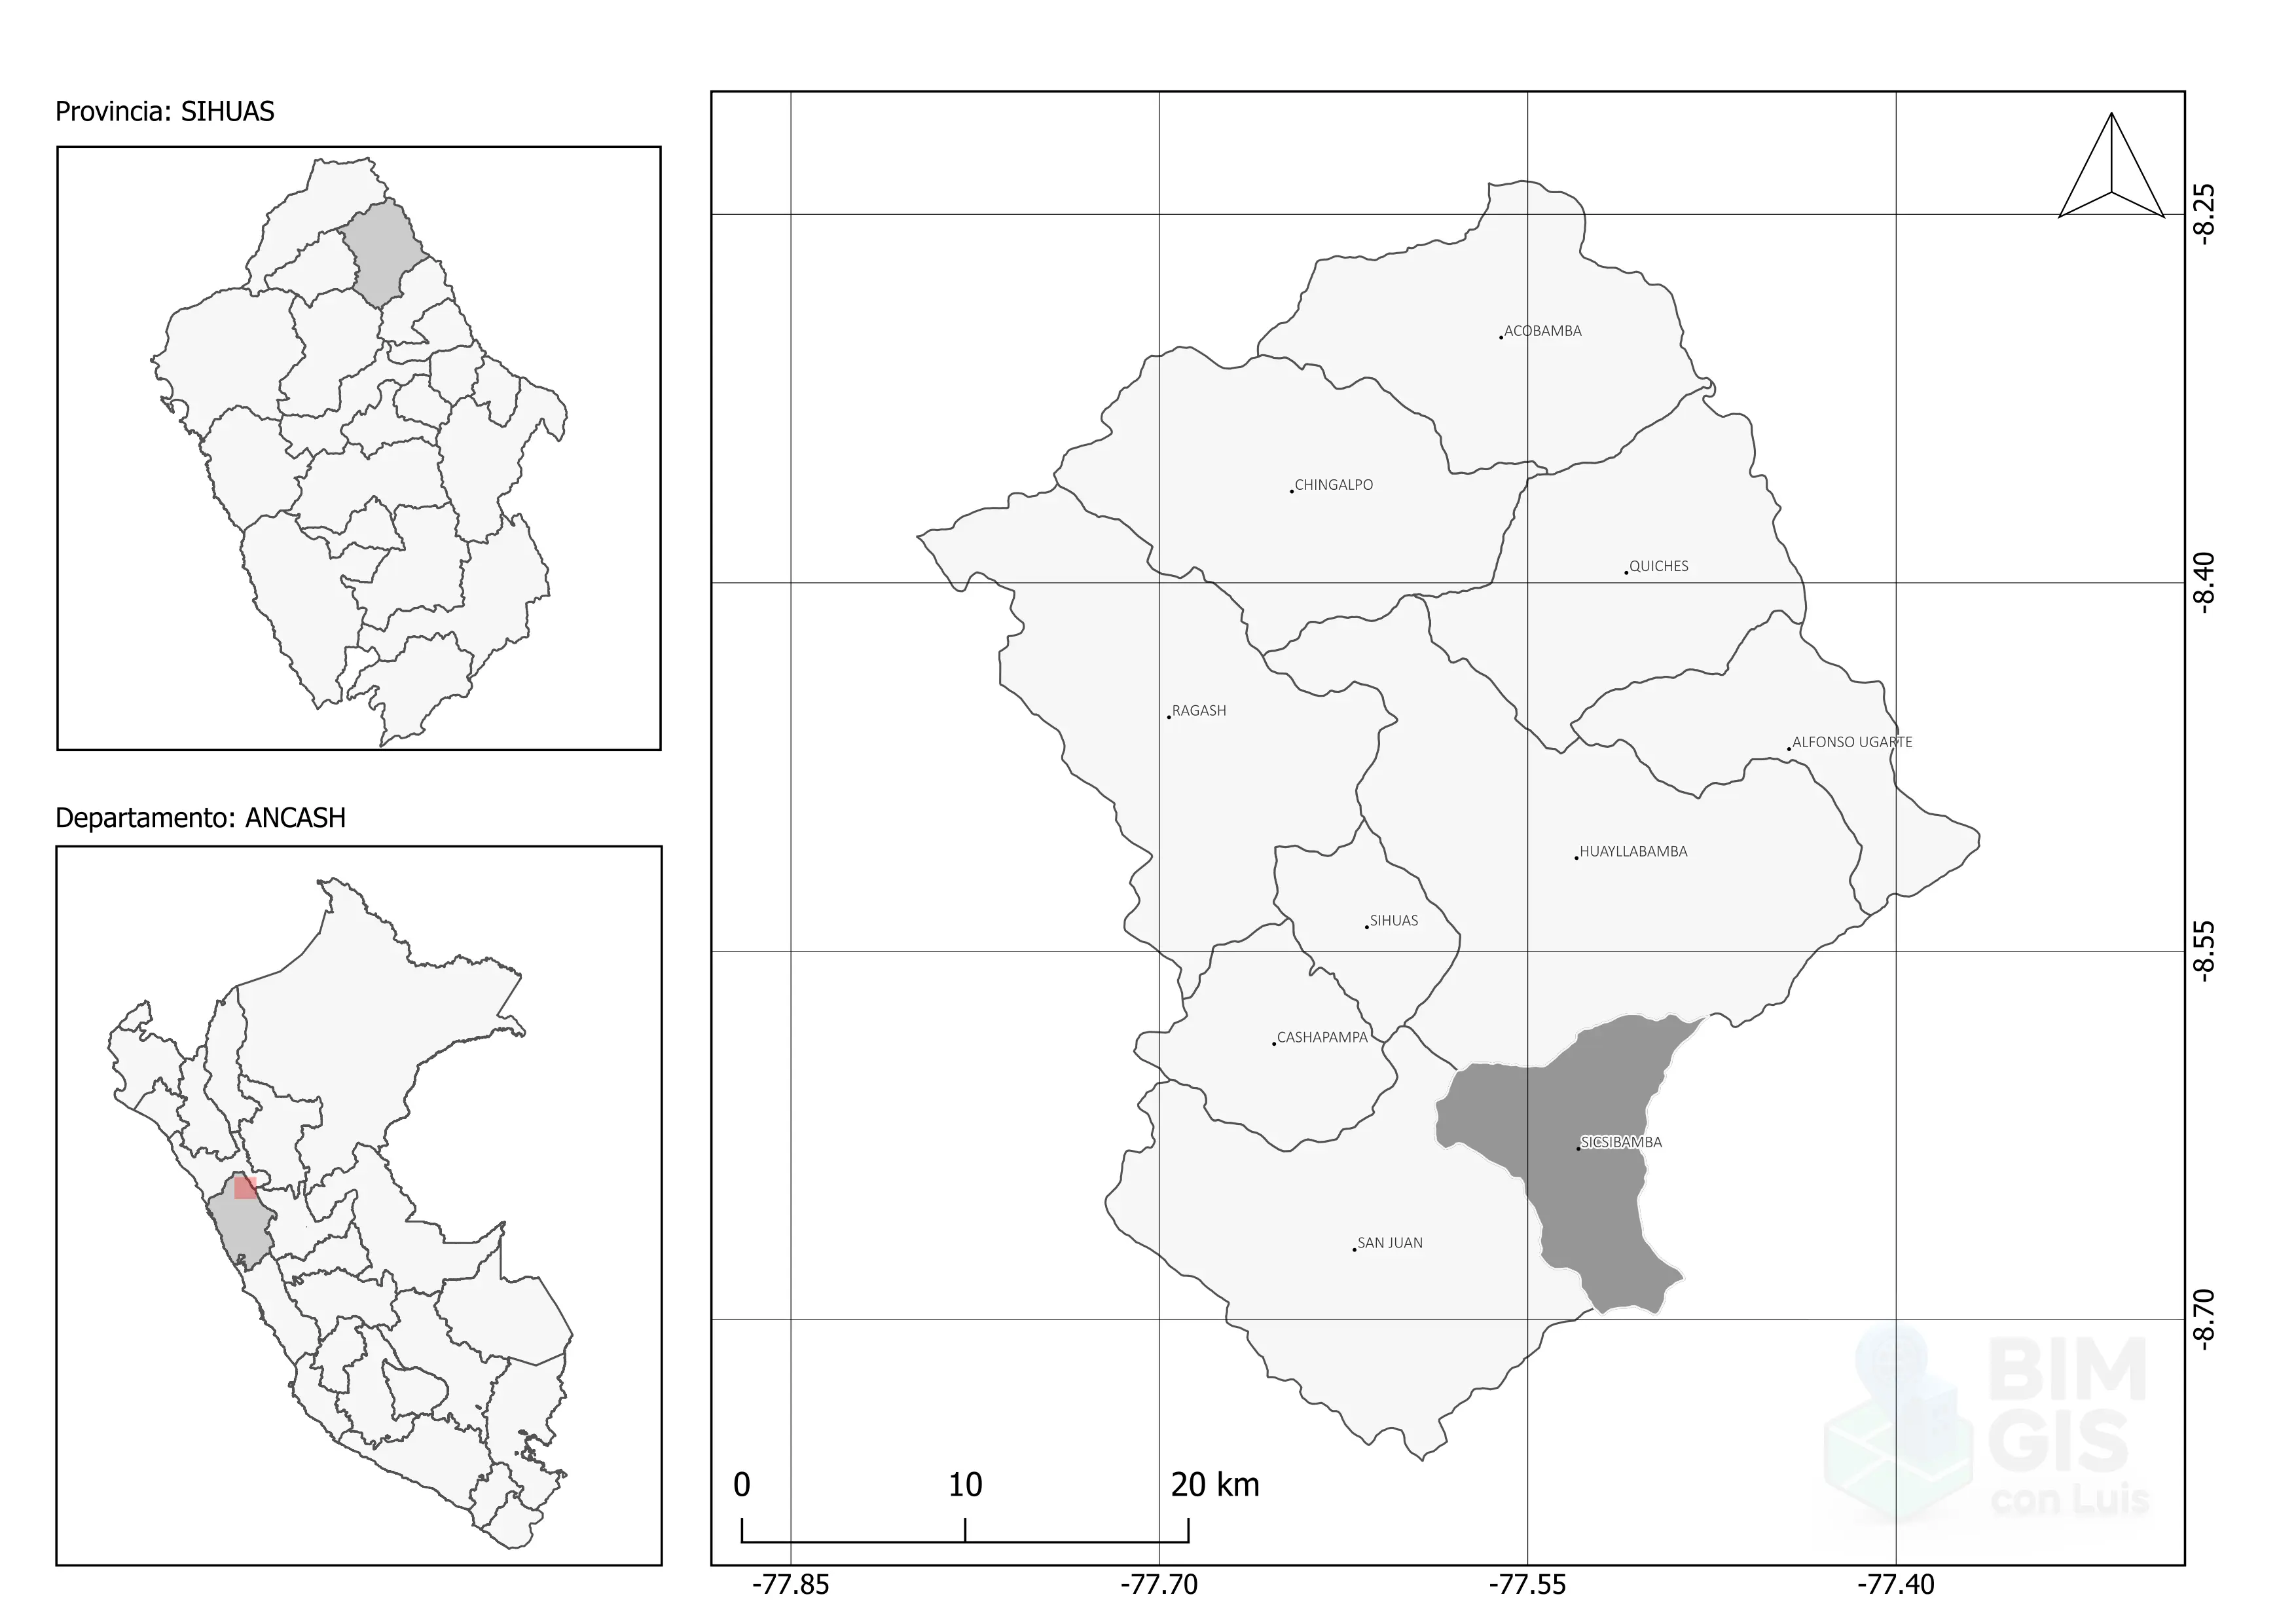 Provincia: SIHUAS
Departamento: ANCASH
ACOBAMBA
CHINGALPO
QUICHES
RAGASH
ALFONSO UGARTE
HUAYLLABAMBA
SIHUAS
CASHAPAMPA
SICSIBAMBA
SAN JUAN
-8.25
-8.40
-8.55
-8.70
0 10 20 km
-77.85 -77.70 -77.55 -77.40
BIM
GIS
con Luis